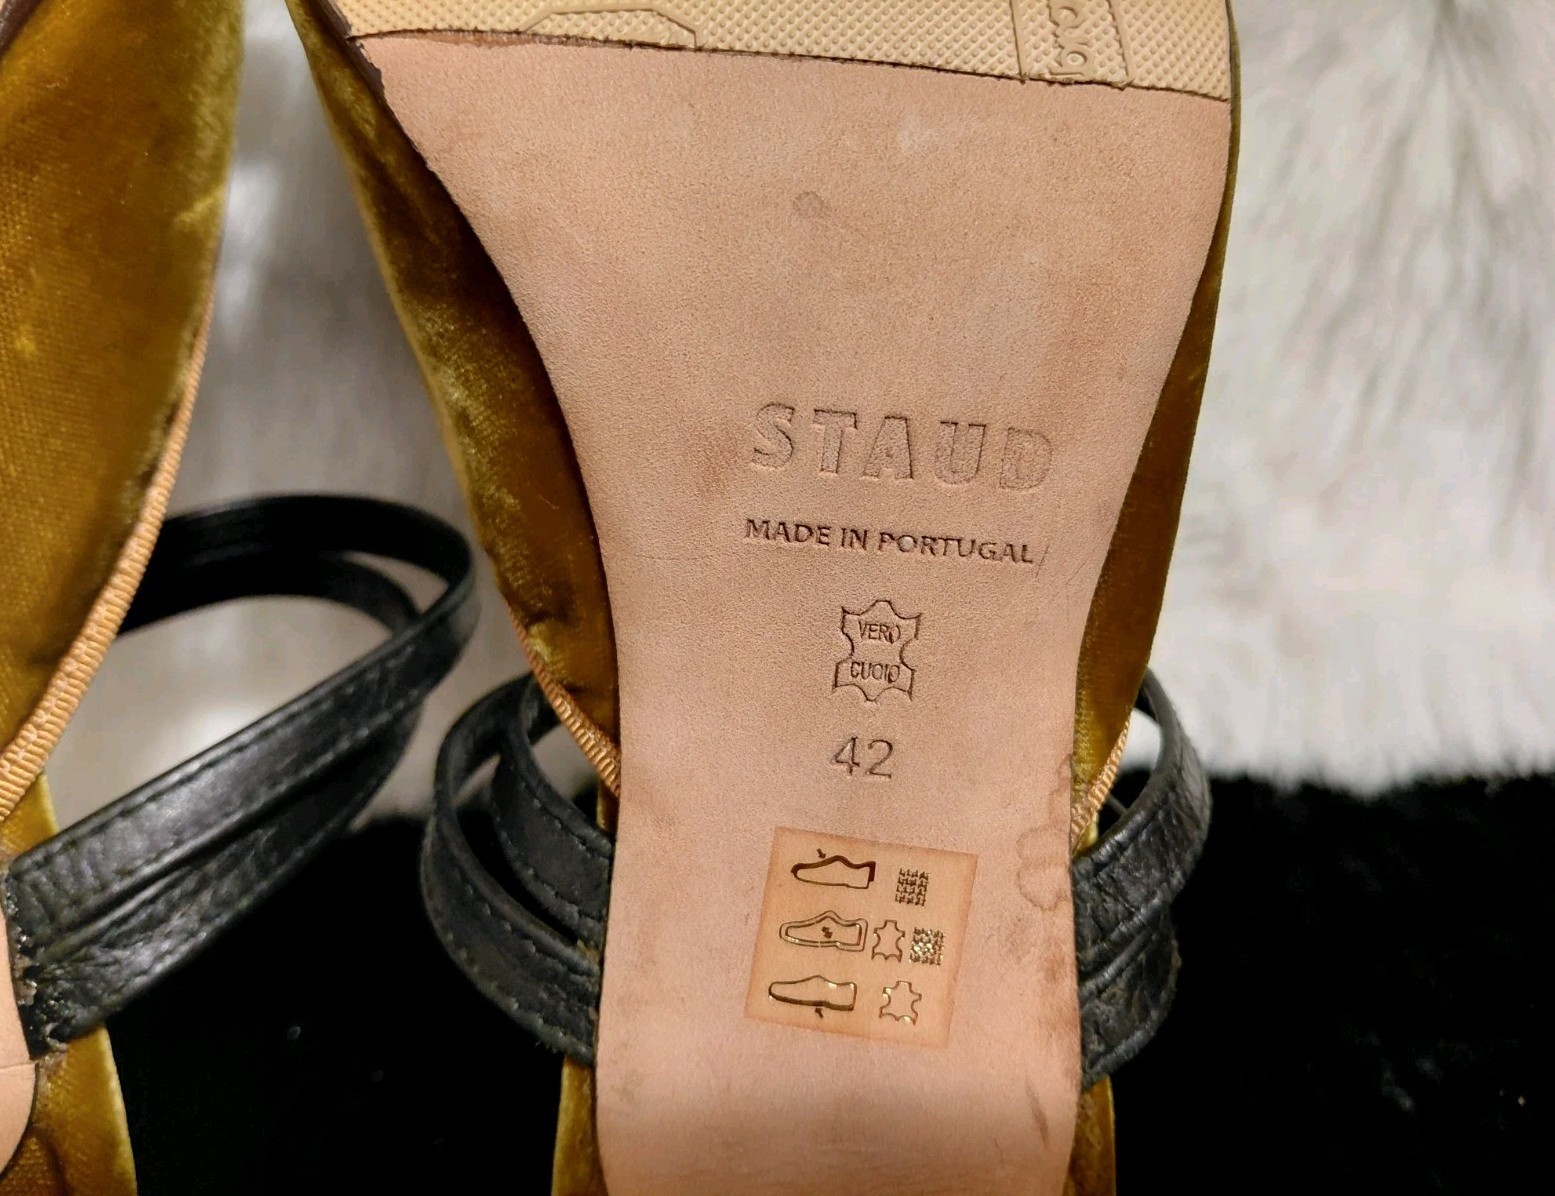 STAUD
MADE IN PORTUGAL
VERO
CUOIO
42